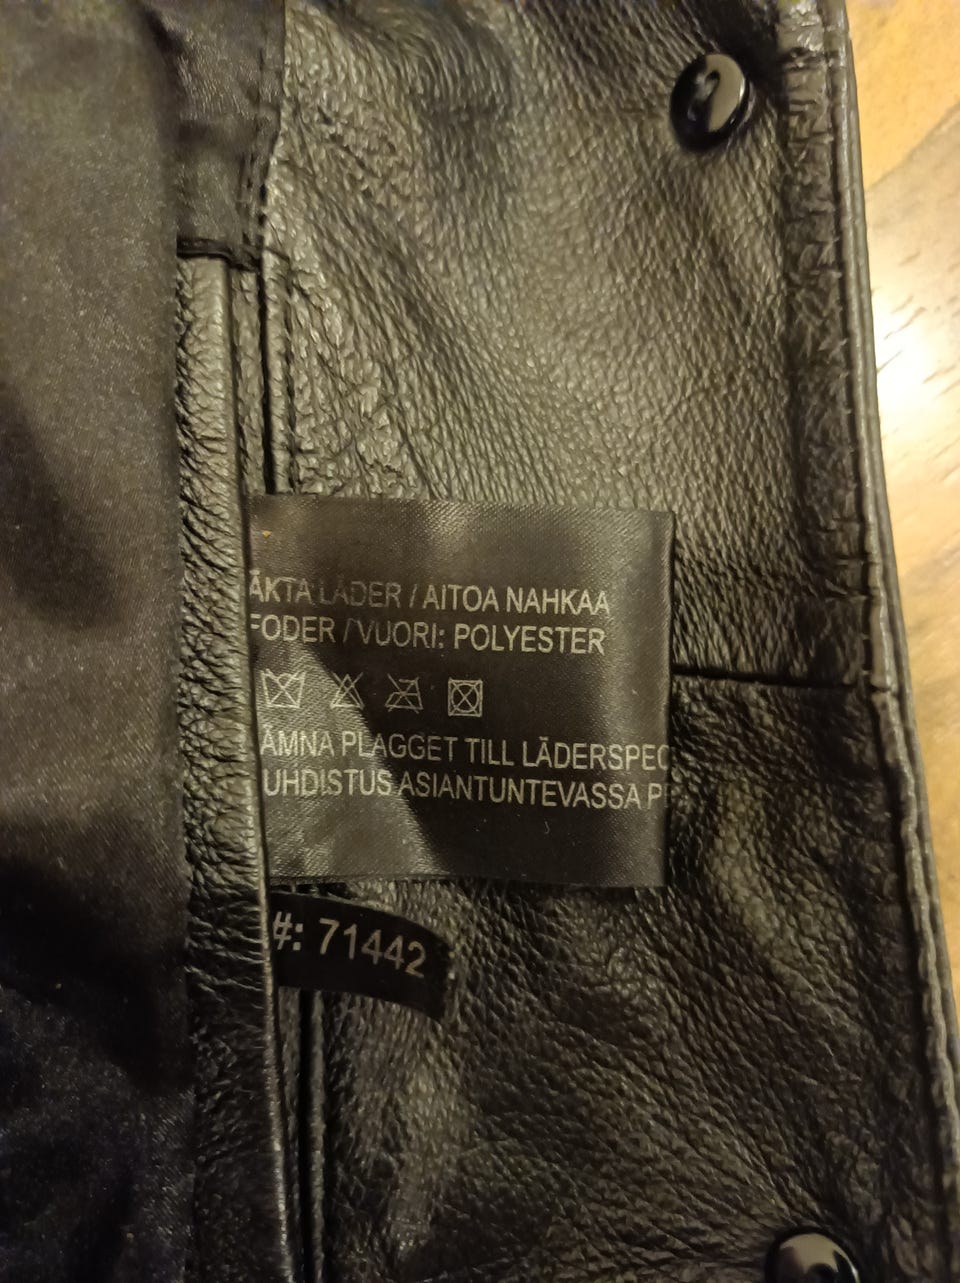 ÄKTA LÄDER / AITOA NAHKAA
FODER / VUORI: POLYESTER
ÄMNA PLAGGET TILL LÄDERSPEC
UHDISTUS ASIANTUNTEVASSA P
#: 71442